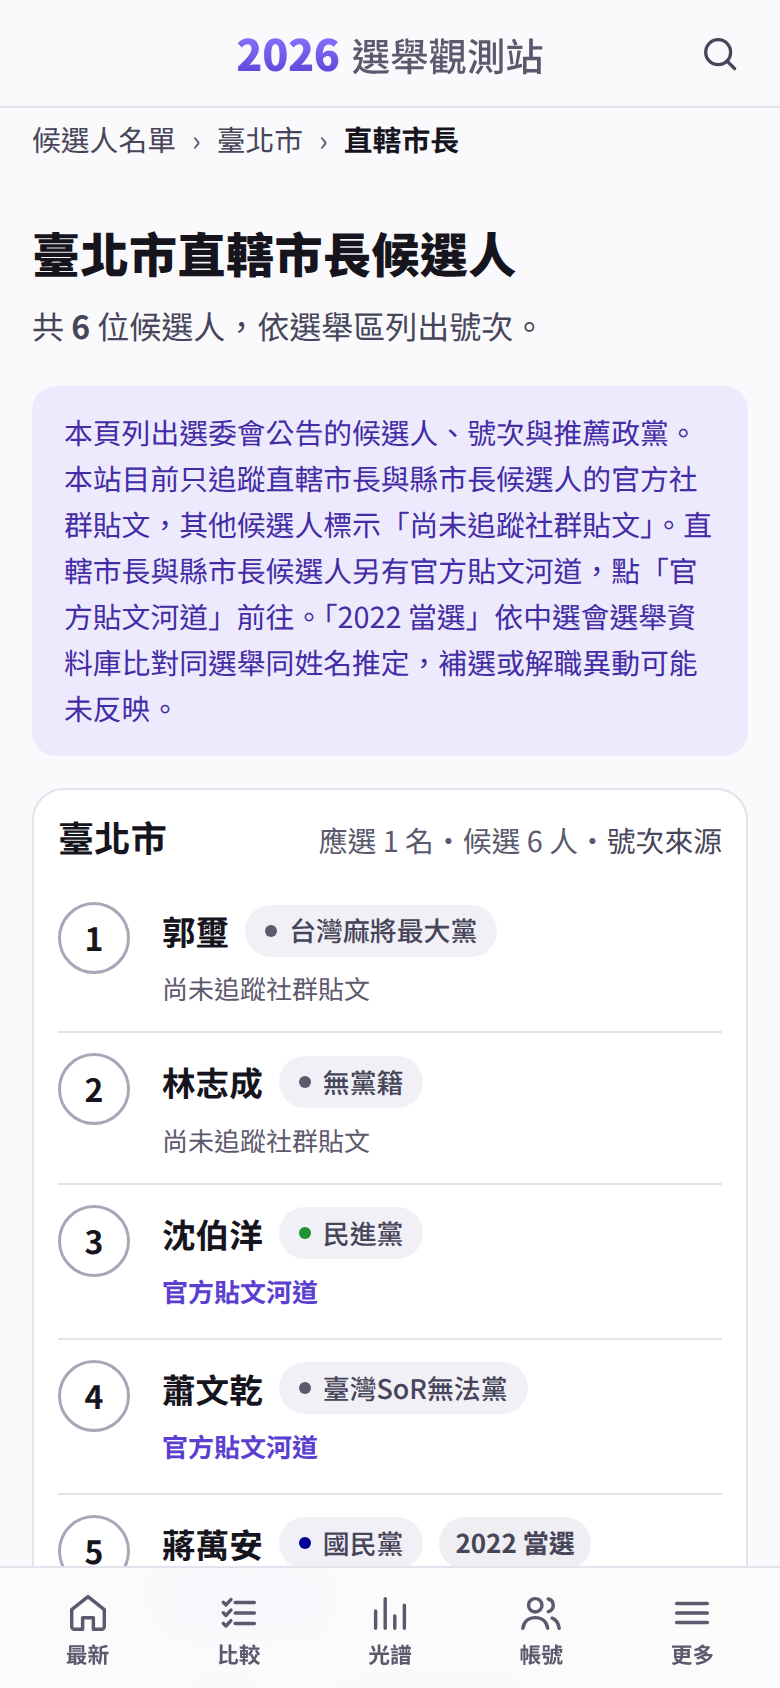 2026 選舉觀測站
候選人名單 › 臺北市 › 直轄市長
臺北市直轄市長候選人
共 6 位候選人，依選舉區列出號次。
本頁列出選委會公告的候選人、號次與推薦政黨。
本站目前只追蹤直轄市長與縣市長候選人的官方社
群貼文，其他候選人標示「尚未追蹤社群貼文」。直
轄市長與縣市長候選人另有官方貼文河道，點「官
方貼文河道」前往。「2022 當選」依中選會選舉資
料庫比對同選舉同姓名推定，補選或解職異動可能
未反映。
臺北市 應選 1 名・候選 6 人・號次來源
1 郭璽 台灣麻將最大黨
尚未追蹤社群貼文
2 林志成 無黨籍
尚未追蹤社群貼文
3 沈伯洋 民進黨
官方貼文河道
4 蕭文乾 臺灣SoR無法黨
官方貼文河道
5 蔣萬安 國民黨 2022 當選
最新 比較 光譜 帳號 更多